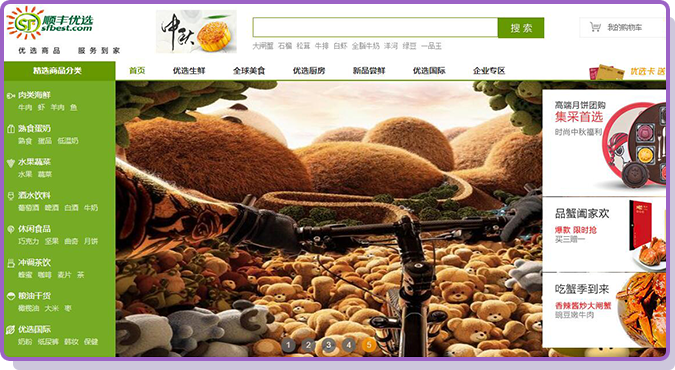 SF 顺丰优选
sfbest.com
优选商品 服务到家
中秋
搜 索
我的购物车
大闸蟹 石榴 松茸 牛排 白虾 全脂牛奶 洋河 绿豆 一品玉
精选商品分类
首页 优选生鲜 全球美食 优选厨房 新品尝鲜 优选国际 企业专区
优选卡 送
肉类海鲜
牛肉 虾 羊肉 鱼
熟食蛋奶
熟食 甜品 低温奶
水果蔬菜
水果 蔬菜
酒水饮料
葡萄酒 啤酒 白酒 牛奶
休闲食品
巧克力 坚果 曲奇 月饼
冲调茶饮
蜂蜜 咖啡 麦片 茶
粮油干货
橄榄油 大米 枣
优选国际
奶粉 纸尿裤 韩妆 保健
高端月饼团购
集采首选
时尚中秋福利
品蟹阖家欢
爆款 限时抢
买三赠一
吃蟹季到来
香辣酱炒大闸蟹
豌豆嫩牛肉
1 2 3 4 5